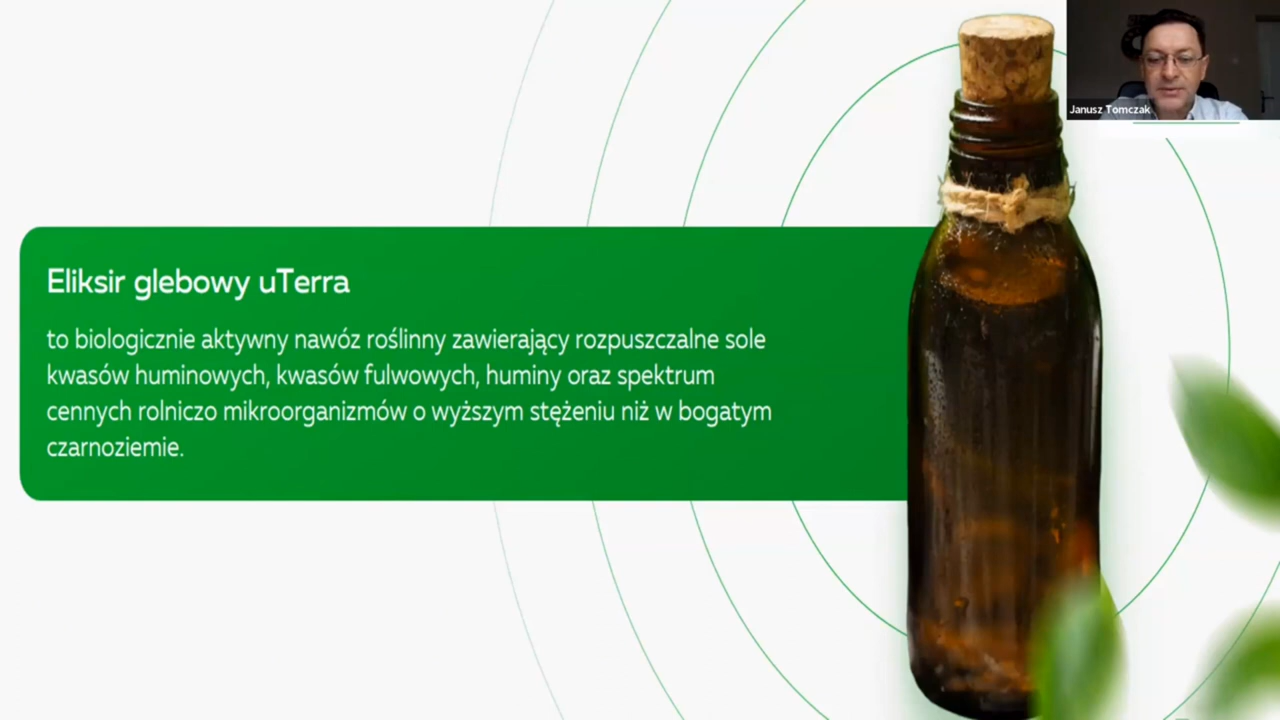 Janusz Tomczak
Eliksir glebowy uTerra
to biologicznie aktywny nawóz roślinny zawierający rozpuszczalne sole
kwasów huminowych, kwasów fulwowych, huminy oraz spektrum
cennych rolniczo mikroorganizmów o wyższym stężeniu niż w bogatym
czarnoziemie.